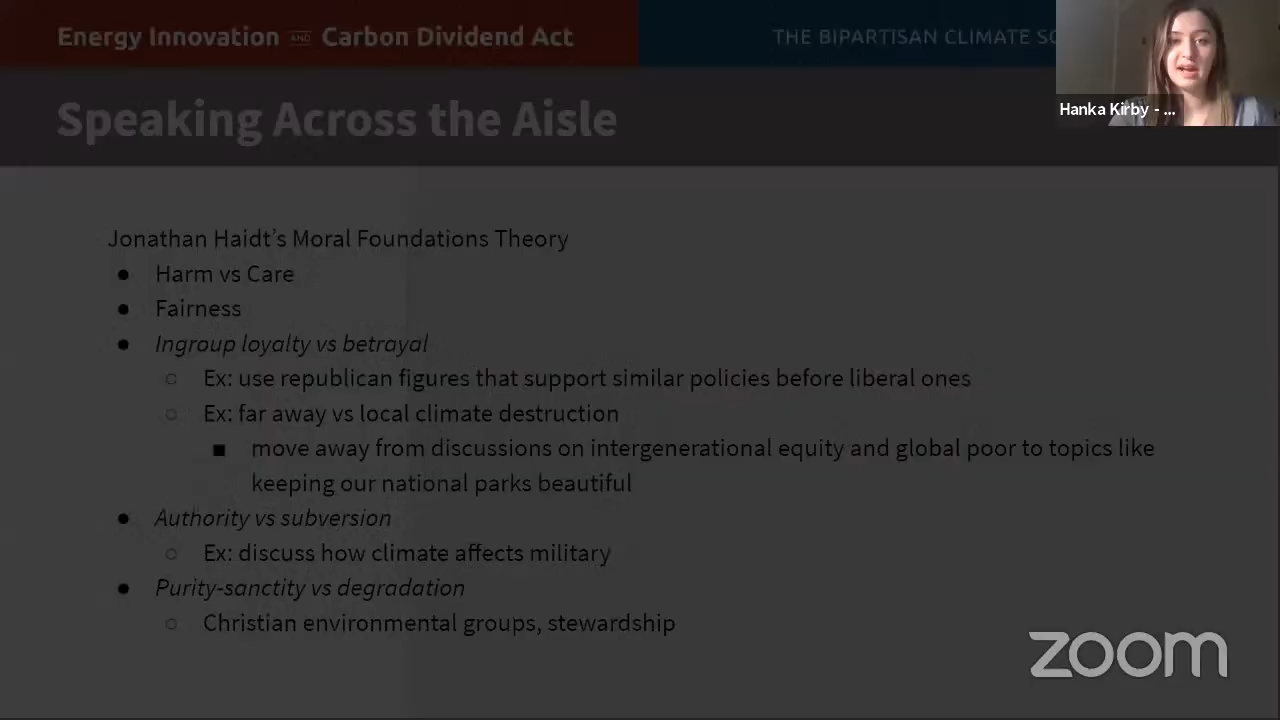 Energy Innovation AND Carbon Dividend Act
THE BIPARTISAN CLIMATE
Hanka Kirby - ...
Speaking Across the Aisle
Jonathan Haidt’s Moral Foundations Theory
● Harm vs Care
● Fairness
● Ingroup loyalty vs betrayal
○ Ex: use republican figures that support similar policies before liberal ones
○ Ex: far away vs local climate destruction
■ move away from discussions on intergenerational equity and global poor to topics like
keeping our national parks beautiful
● Authority vs subversion
○ Ex: discuss how climate affects military
● Purity-sanctity vs degradation
○ Christian environmental groups, stewardship
zoom